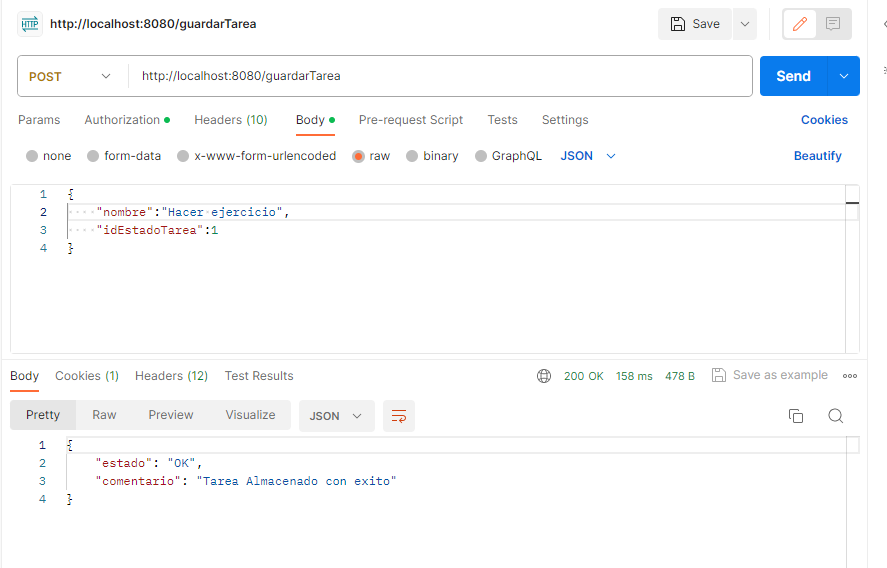 HTTP http://localhost:8080/guardarTarea Save
POST http://localhost:8080/guardarTarea Send
Params Authorization Headers (10) Body Pre-request Script Tests Settings Cookies
none form-data x-www-form-urlencoded raw binary GraphQL JSON Beautify
1 {
2 "nombre":"Hacer ejercicio",
3 "idEstadoTarea":1
4 }
Body Cookies (1) Headers (12) Test Results 200 OK 158 ms 478 B Save as example
Pretty Raw Preview Visualize JSON
1 {
2 "estado": "OK",
3 "comentario": "Tarea Almacenado con exito"
4 }